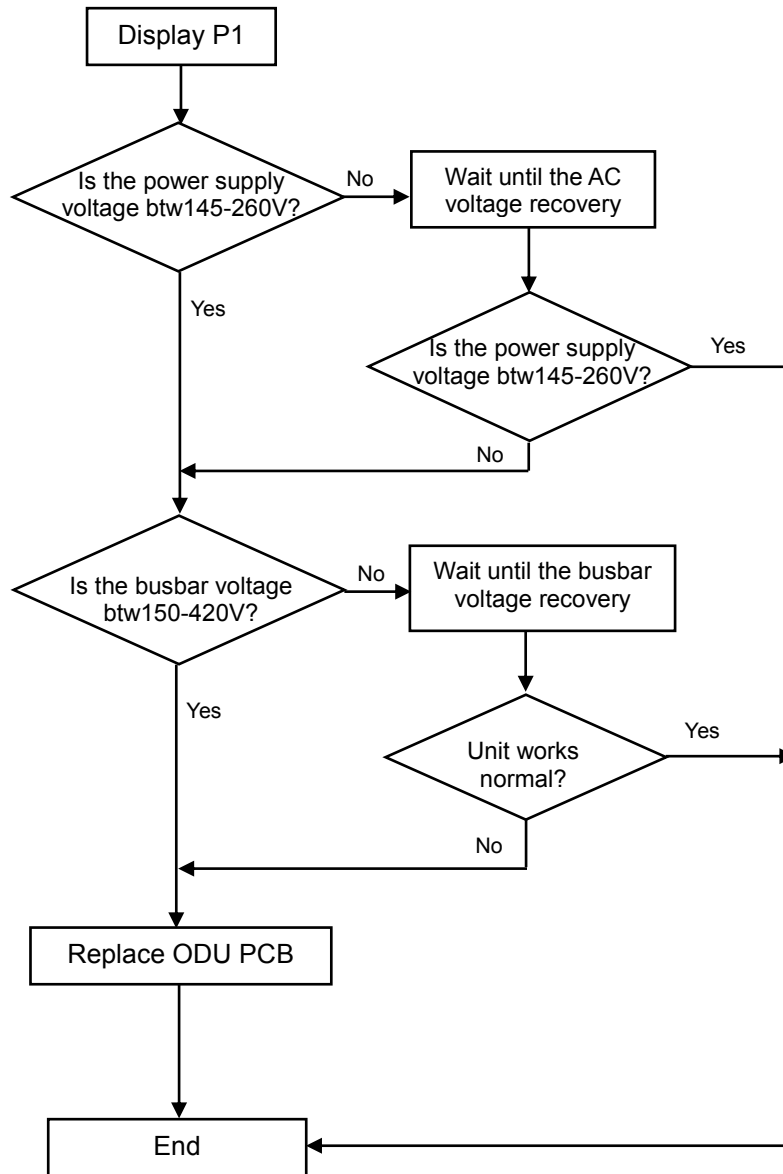 Display P1
Is the power supply
voltage btw145-260V?
No
Wait until the AC
voltage recovery
Yes
Is the power supply
voltage btw145-260V?
Yes
No
Is the busbar voltage
btw150-420V?
No
Wait until the busbar
voltage recovery
Yes
Unit works
normal?
Yes
No
Replace ODU PCB
End